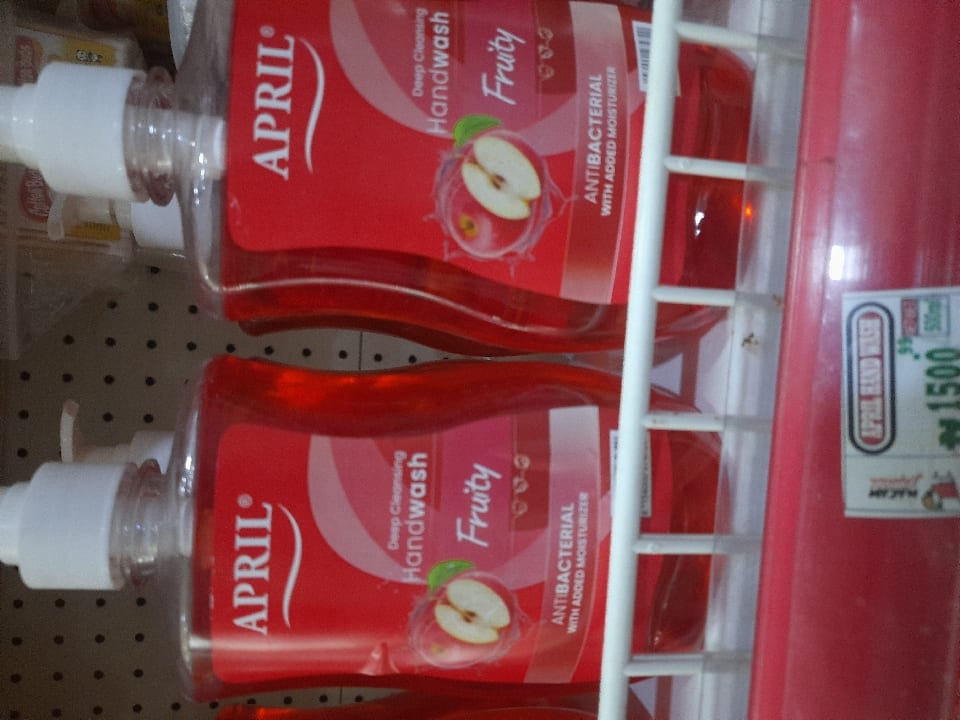 APRIL®
Deep Cleansing
Handwash
Fruity
ANTIBACTERIAL
WITH ADDED MOISTURIZER
APRIL®
Deep Cleansing
Handwash
Fruity
ANTIBACTERIAL
WITH ADDED MOISTURIZER
APRIL HAND WASH
500ml
₦1500.99